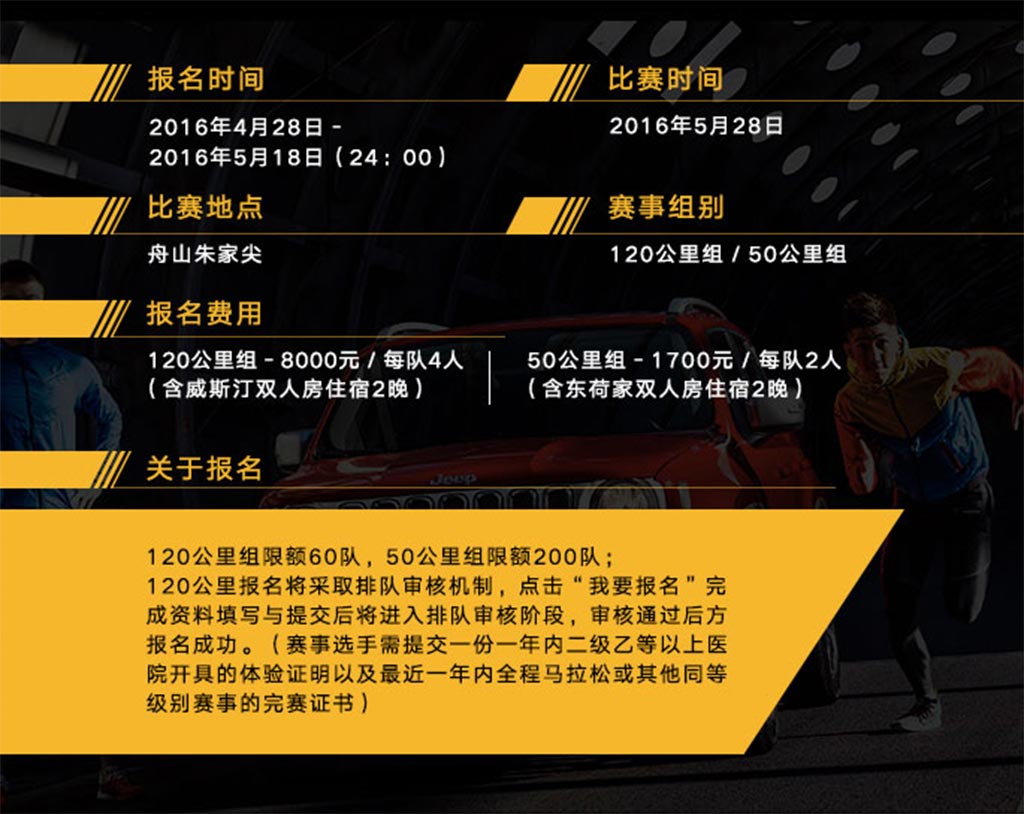 报名时间
比赛时间
2016年4月28日 -
2016年5月18日（24：00）
2016年5月28日
比赛地点
赛事组别
舟山朱家尖
120公里组 / 50公里组
报名费用
120公里组 - 8000元 / 每队4人
（含威斯汀双人房住宿2晚）
50公里组 - 1700元 / 每队2人
（含东荷家双人房住宿2晚）
关于报名
Jeep
120公里组限额60队，50公里组限额200队；
120公里报名将采取排队审核机制，点击“我要报名”完
成资料填写与提交后将进入排队审核阶段，审核通过后方
报名成功。（赛事选手需提交一份一年内二级乙等以上医
院开具的体验证明以及最近一年内全程马拉松或其他同等
级别赛事的完赛证书）